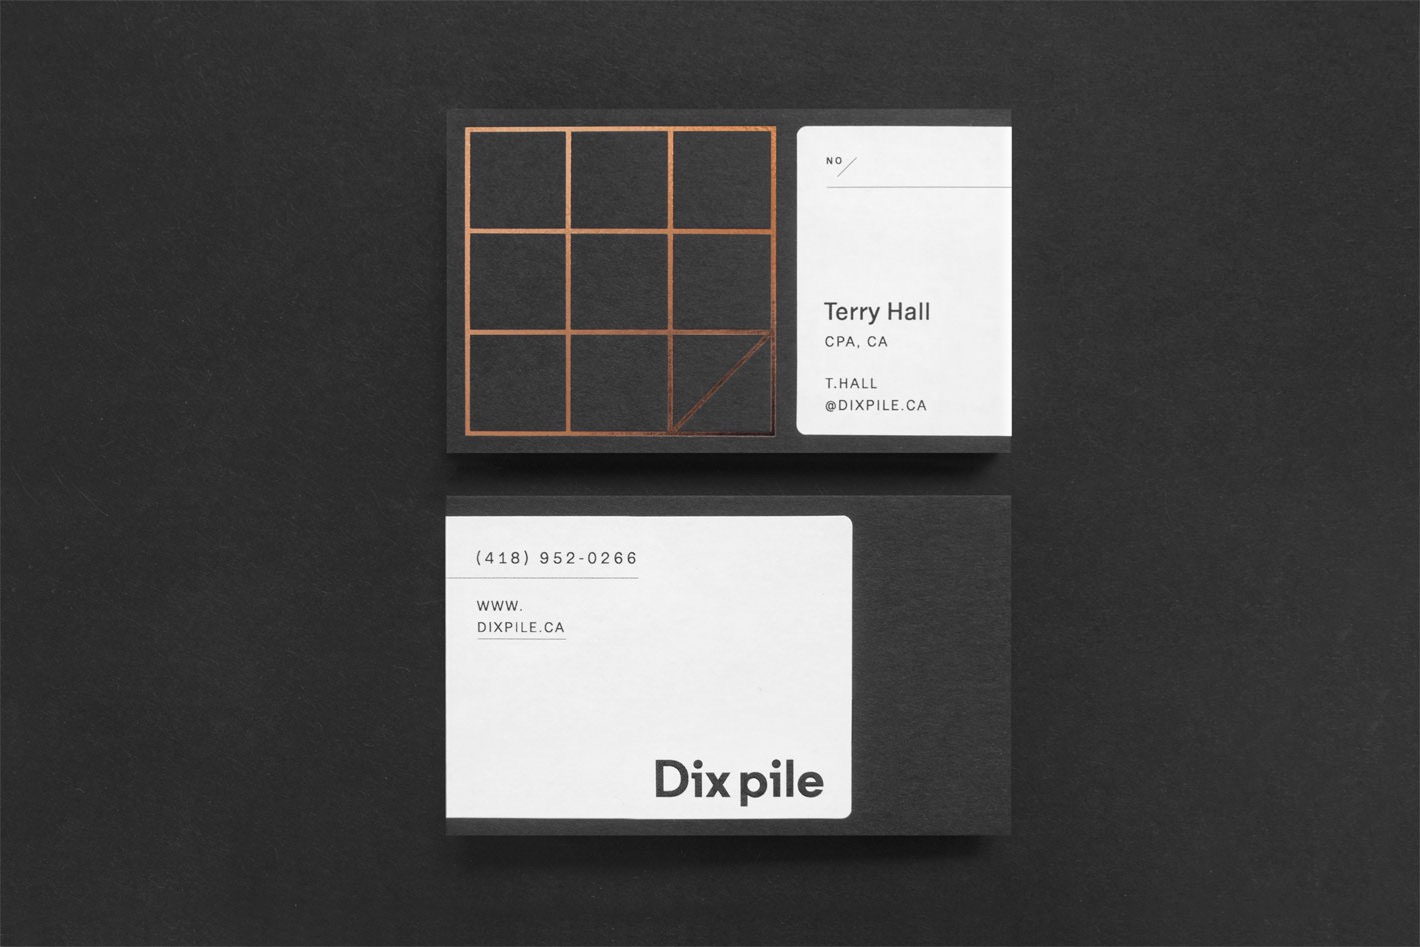 NO
Terry Hall
CPA, CA
T.HALL
@DIXPILE.CA
(418) 952-0266
WWW.
DIXPILE.CA
Dix pile